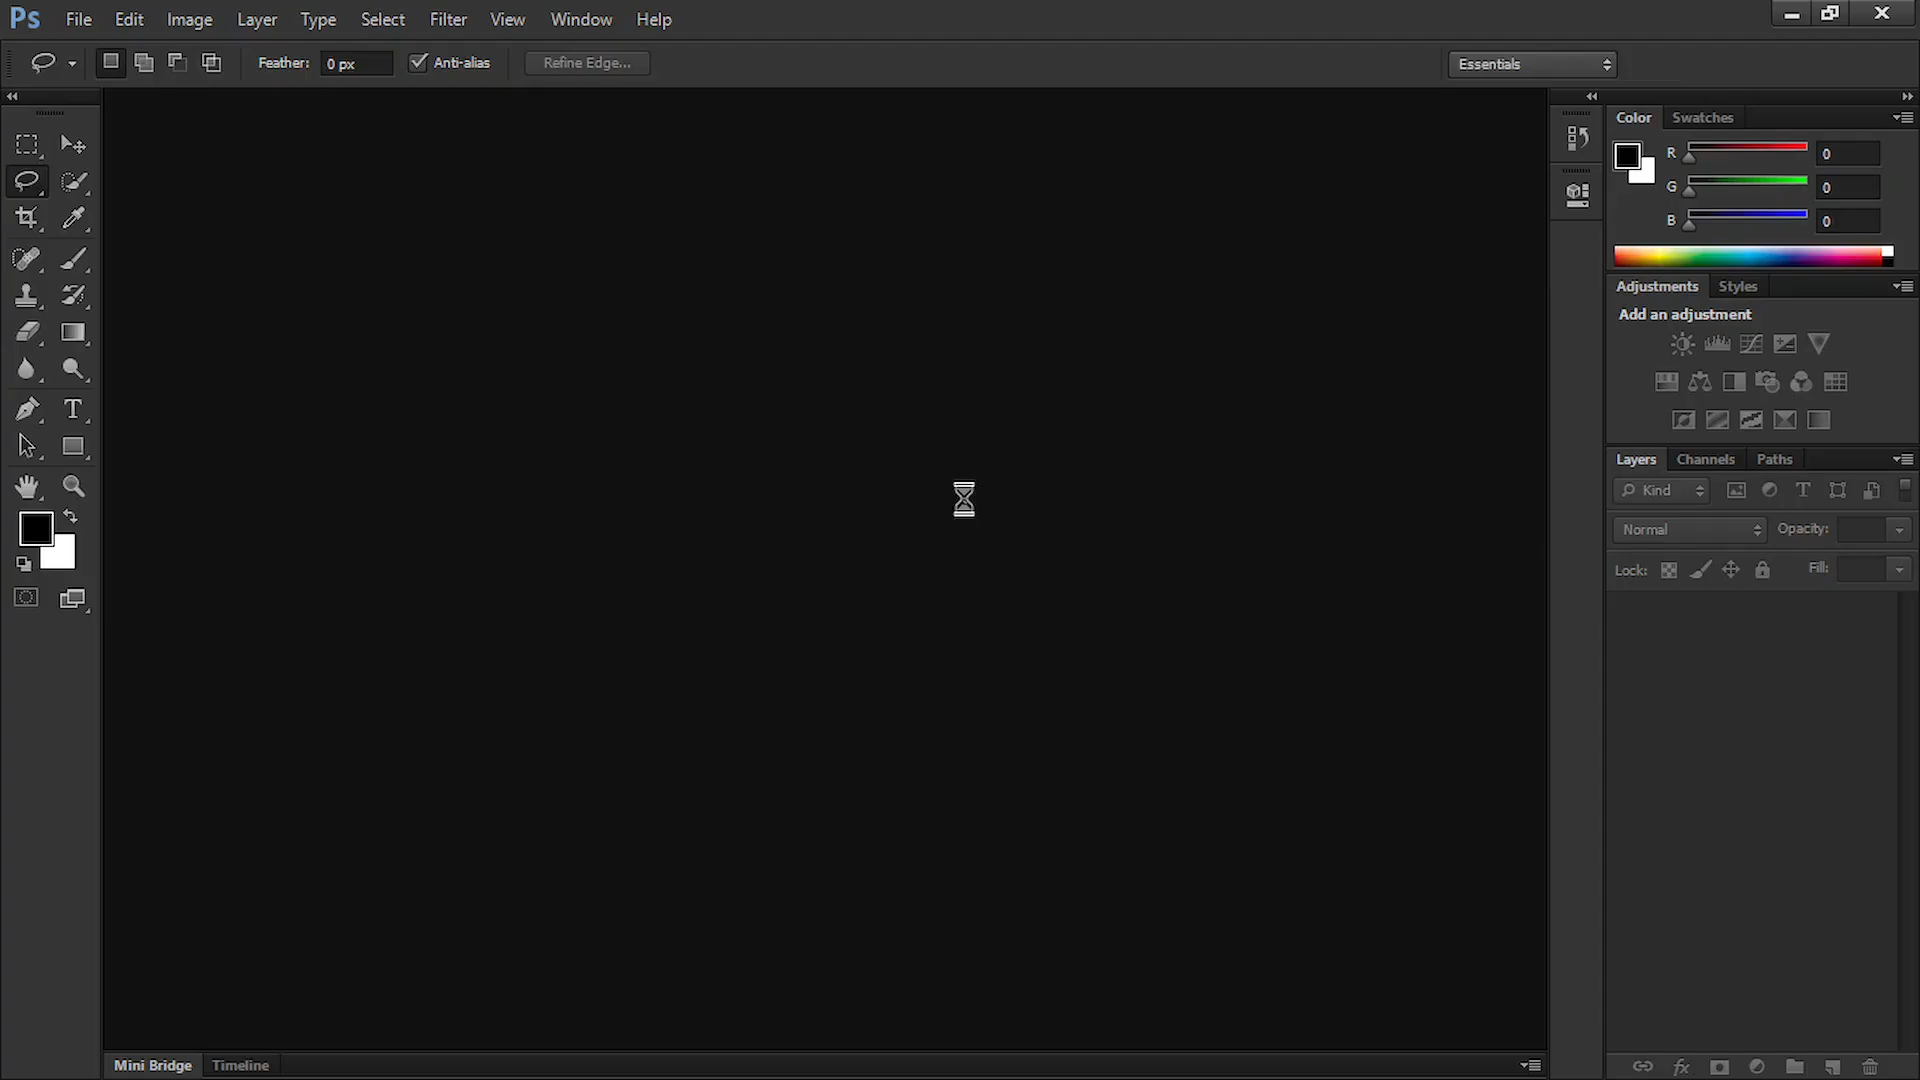 Ps File Edit Image Layer Type Select Filter View Window Help
Feather: 0 px Anti-alias Refine Edge... Essentials
Color Swatches
R 0
G 0
B 0
Adjustments Styles
Add an adjustment
Layers Channels Paths
Kind
Normal Opacity:
Lock: Fill:
Mini Bridge Timeline